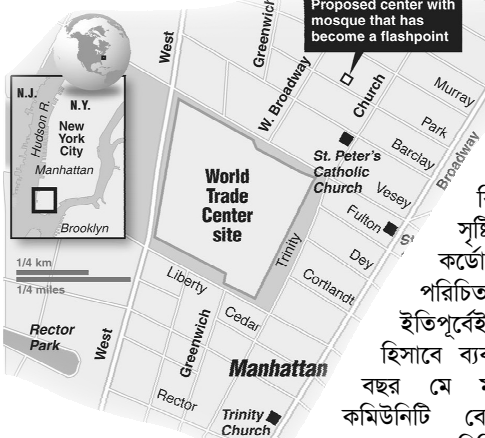 Proposed center with
mosque that has
become a flashpoint
West
Greenwich
W. Broadway
Church
Murray
Park
Barclay
Broadway
Vesey
Fulton
Dey
Cortlandt
St. Peter's
Catholic
Church
World
Trade
Center
site
Trinity
N.J.
N.Y.
Hudson R.
New
York
City
Manhattan
Brooklyn
1/4 km
1/4 miles
Liberty
Cedar
Greenwich
West
Rector
Park
Rector
Manhattan
Trinity
Church
সৃষ্টি
কর্ডো
পরিচিত
ইতিপূর্বেই
হিসাবে ব্যব
বছর মে
কমিউনিটি